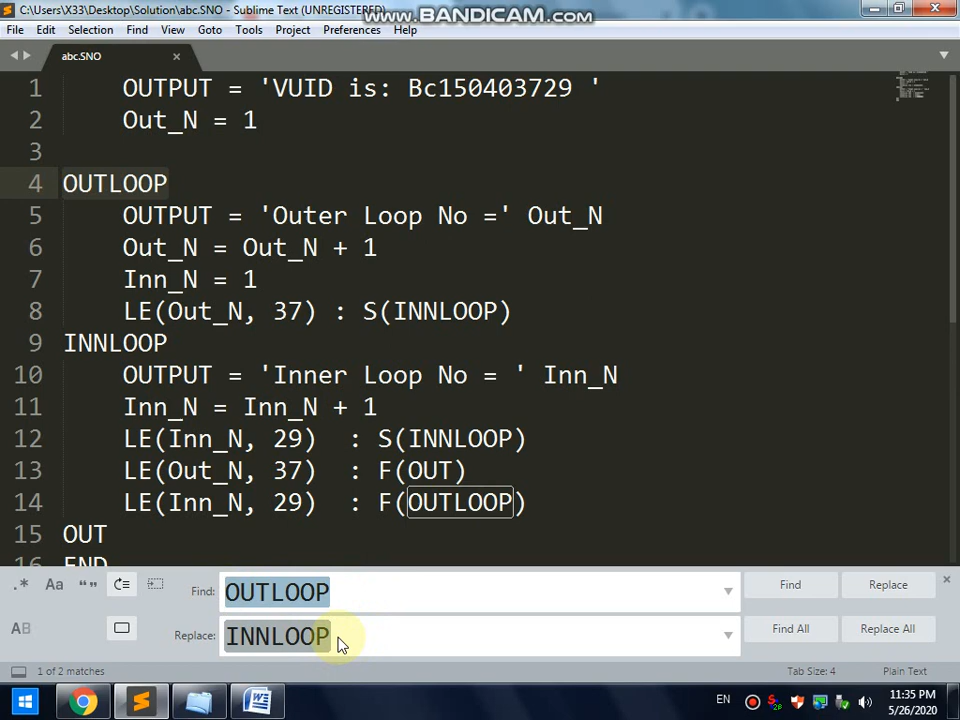 C:\Users\X33\Desktop\Solution\abc.SNO - Sublime Text (UNREGISTERED)
www.BANDICAM.com
File Edit Selection Find View Goto Tools Project Preferences Help
abc.SNO
1 OUTPUT = 'VUID is: Bc150403729 '
2 Out_N = 1
3
4 OUTLOOP
5 OUTPUT = 'Outer Loop No =' Out_N
6 Out_N = Out_N + 1
7 Inn_N = 1
8 LE(Out_N, 37) : S(INNLOOP)
9 INNLOOP
10 OUTPUT = 'Inner Loop No = ' Inn_N
11 Inn_N = Inn_N + 1
12 LE(Inn_N, 29) : S(INNLOOP)
13 LE(Out_N, 37) : F(OUT)
14 LE(Inn_N, 29) : F(OUTLOOP)
15 OUT
16 END
.* Aa “” Find: OUTLOOP Find Replace
AB Replace: INNLOOP Find All Replace All
1 of 2 matches Tab Size: 4 Plain Text
EN 11:35 PM
5/26/2020